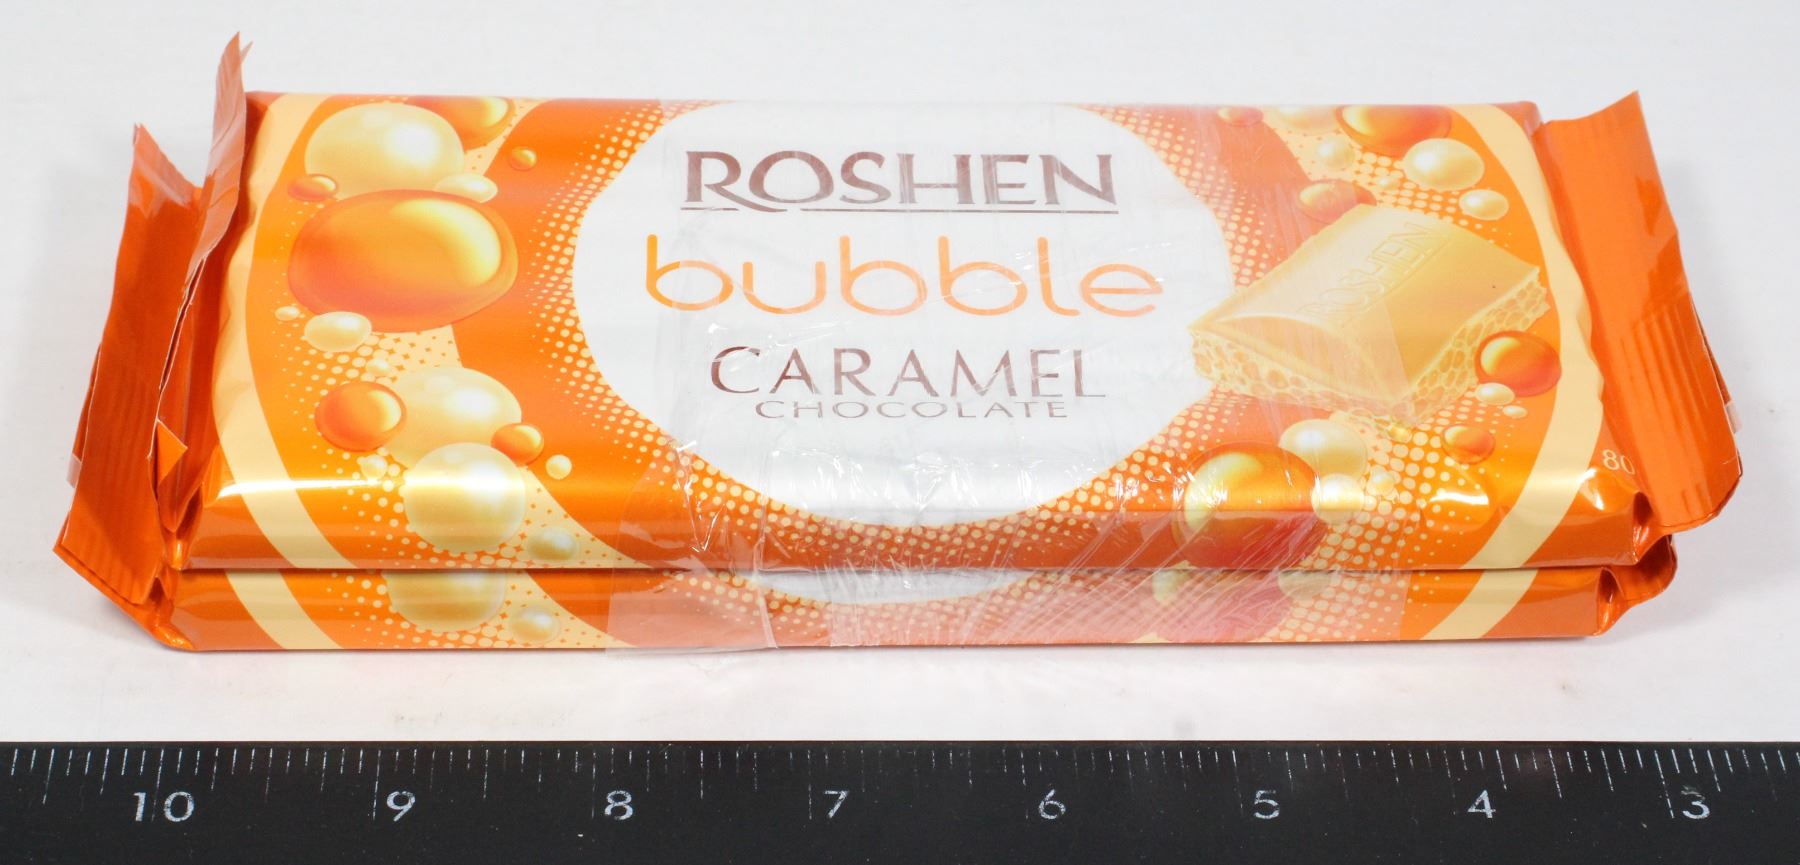 ROSHEN
bubble
CARAMEL
CHOCOLATE
ROSHEN
80
10 9 8 7 6 5 4 3